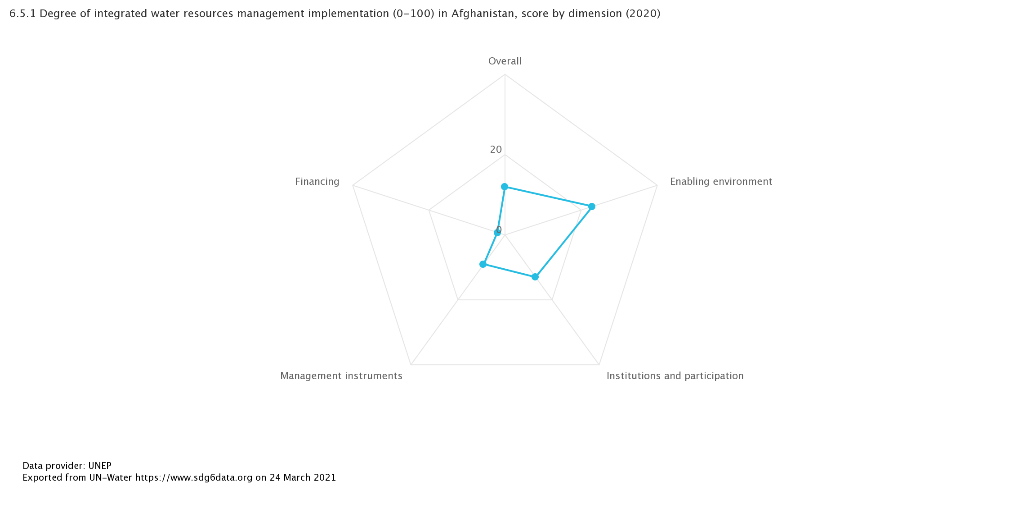 6.5.1 Degree of integrated water resources management implementation (0–100) in Afghanistan, score by dimension (2020)
Overall
20
Financing
Enabling environment
0
Management instruments
Institutions and participation
Data provider: UNEP
Exported from UN-Water https://www.sdg6data.org on 24 March 2021